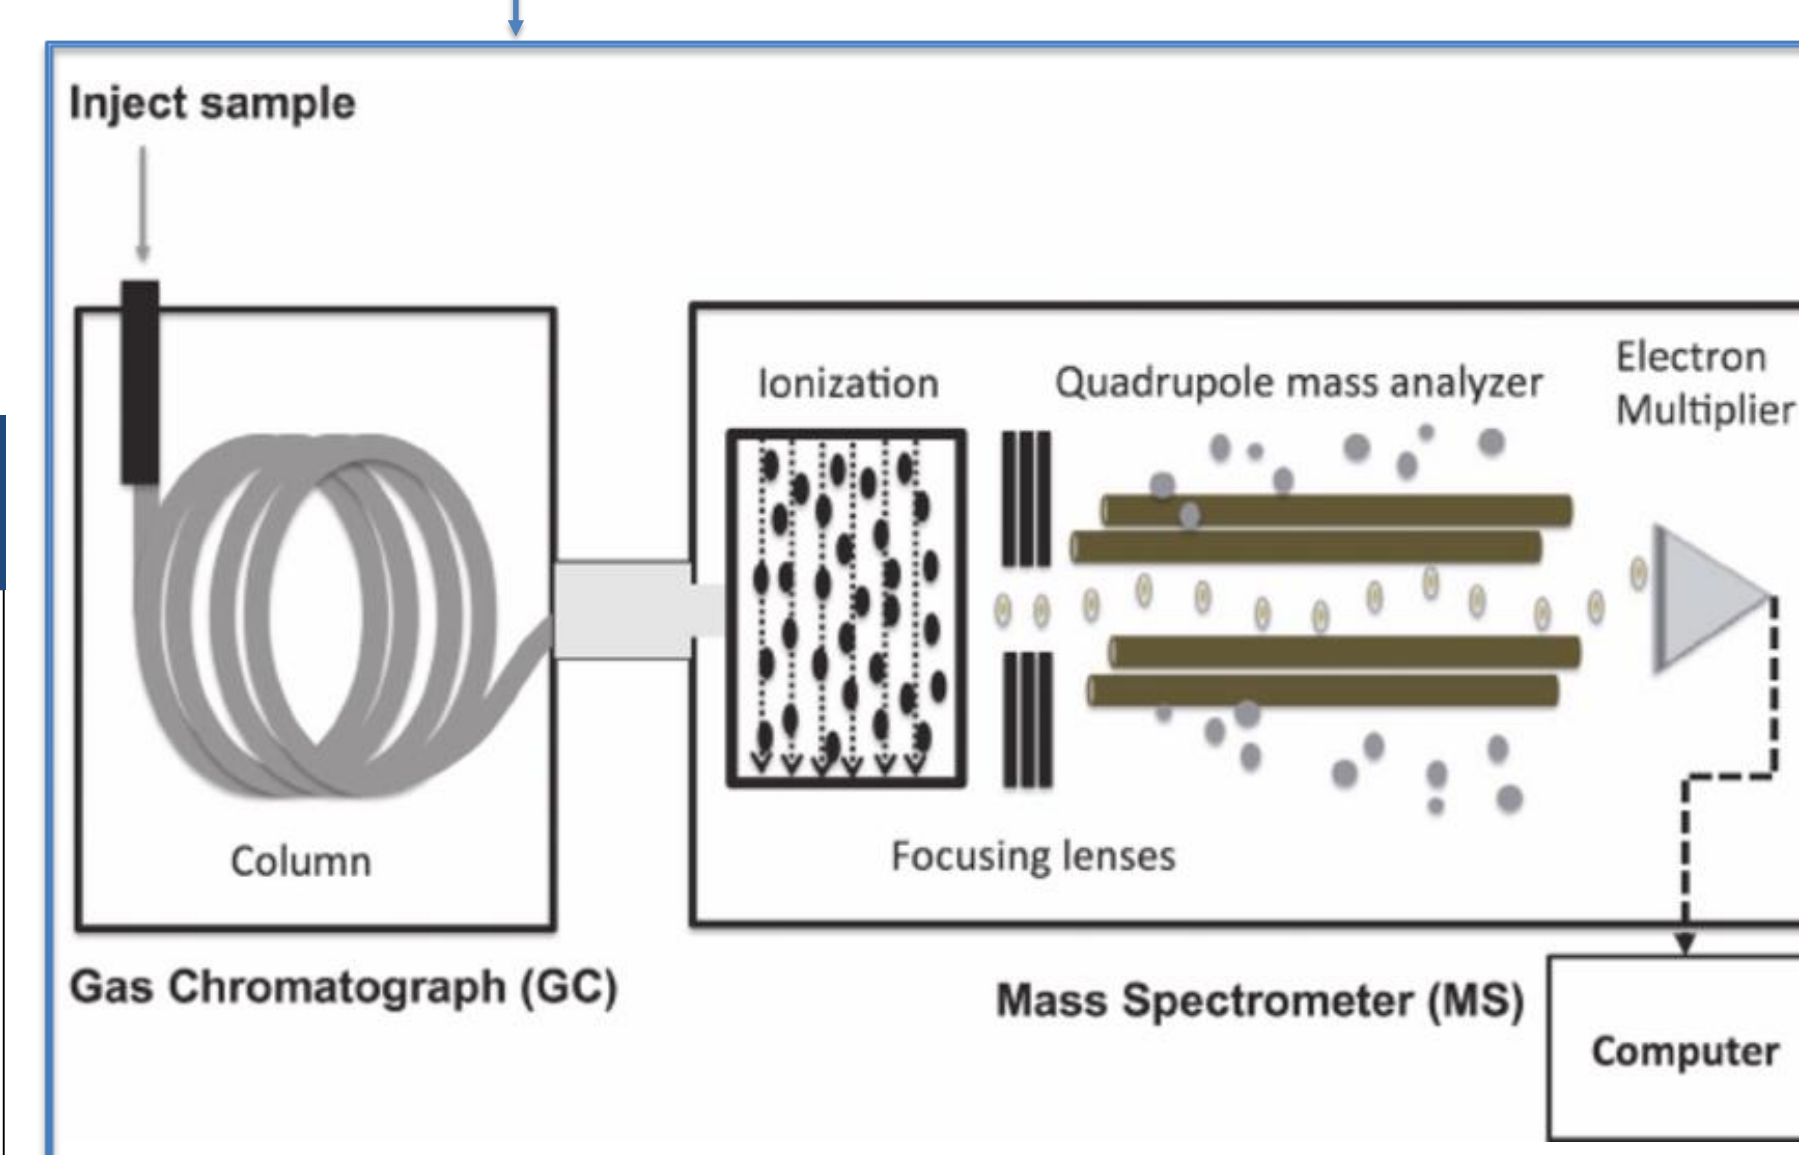 Inject sample
Ionization
Quadrupole mass analyzer
Electron
Multiplier
Column
Focusing lenses
Gas Chromatograph (GC)
Mass Spectrometer (MS)
Computer